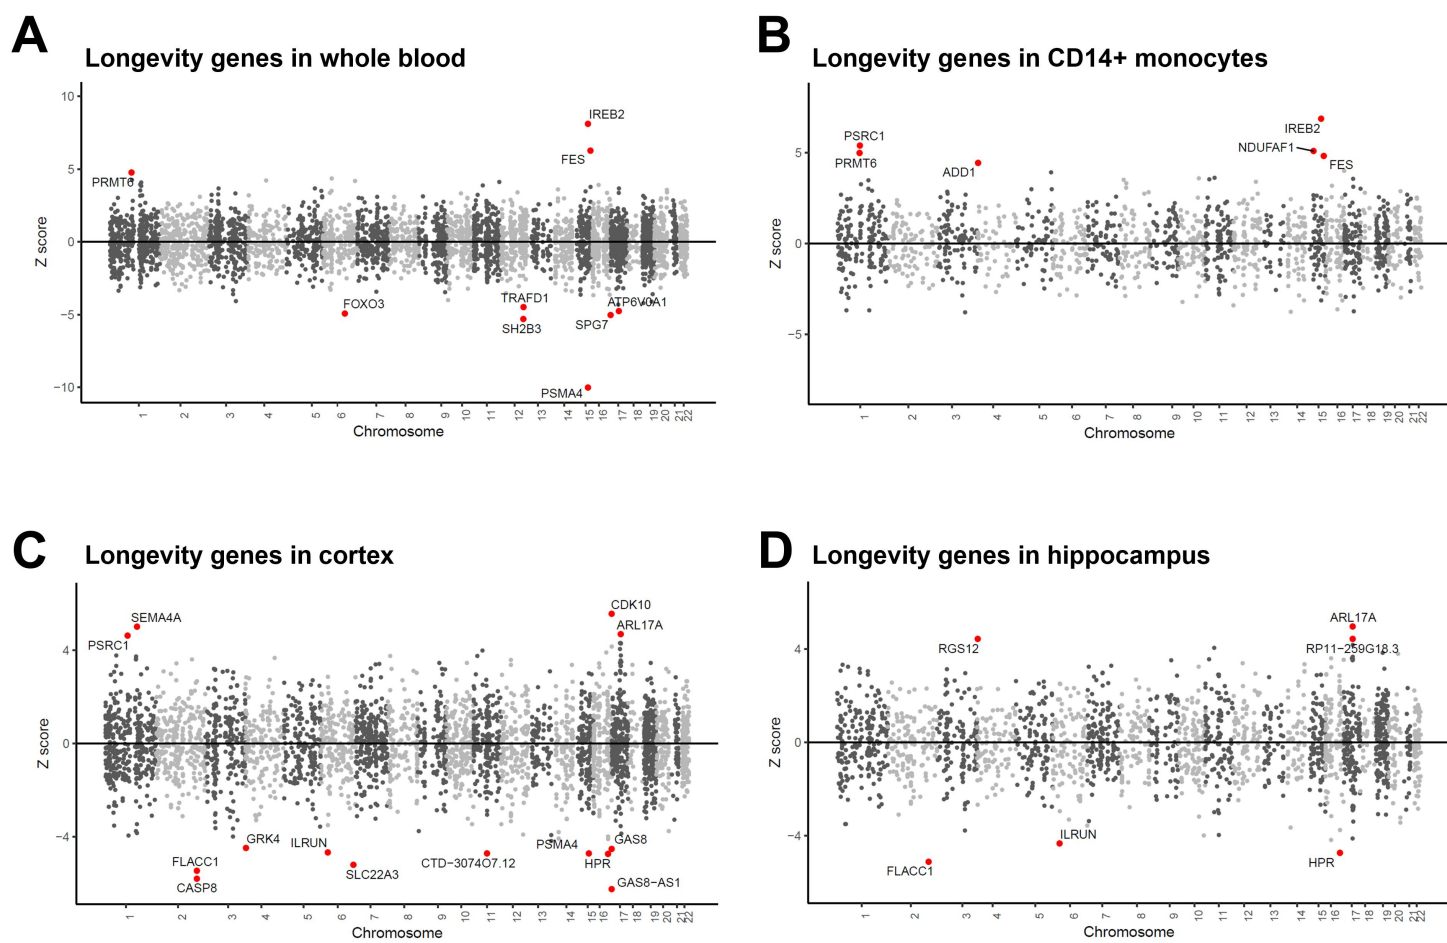 A
Longevity genes in whole blood
10
5
0
−5
−10
Z score
IREB2
FES
PRMT6
FOXO3
TRAFD1
SH2B3
ATP6V0A1
SPG7
PSMA4
1 2 3 4 5 6 7 8 9 10 11 12 13 14 15 16 17 18 19 20 21 22
Chromosome
B
Longevity genes in CD14+ monocytes
5
0
−5
Z score
PSRC1
PRMT6
ADD1
IREB2
NDUFAF1
FES
1 2 3 4 5 6 7 8 9 10 11 12 13 14 15 16 17 18 19 20 21 22
Chromosome
C
Longevity genes in cortex
4
0
−4
Z score
SEMA4A
PSRC1
CDK10
ARL17A
FLACC1
CASP8
GRK4
ILRUN
SLC22A3
CTD−3074O7.12
PSMA4
HPR
GAS8
GAS8−AS1
1 2 3 4 5 6 7 8 9 10 11 12 13 14 15 16 17 18 19 20 21 22
Chromosome
D
Longevity genes in hippocampus
4
0
−4
Z score
RGS12
ARL17A
RP11−259G18.3
FLACC1
ILRUN
HPR
1 2 3 4 5 6 7 8 9 10 11 12 13 14 15 16 17 18 19 20 21 22
Chromosome